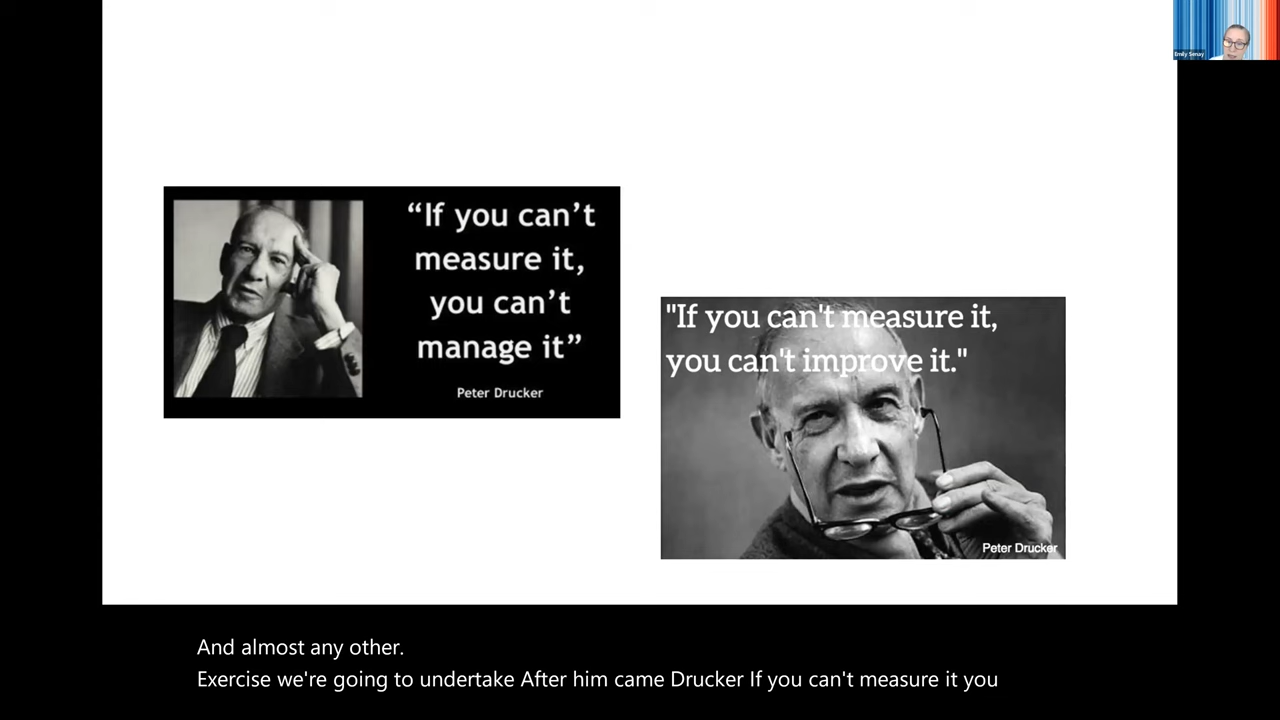 Emily Senay
“If you can’t
measure it,
you can’t
manage it”
Peter Drucker
"If you can't measure it,
you can't improve it."
Peter Drucker
And almost any other.
Exercise we're going to undertake After him came Drucker If you can't measure it you